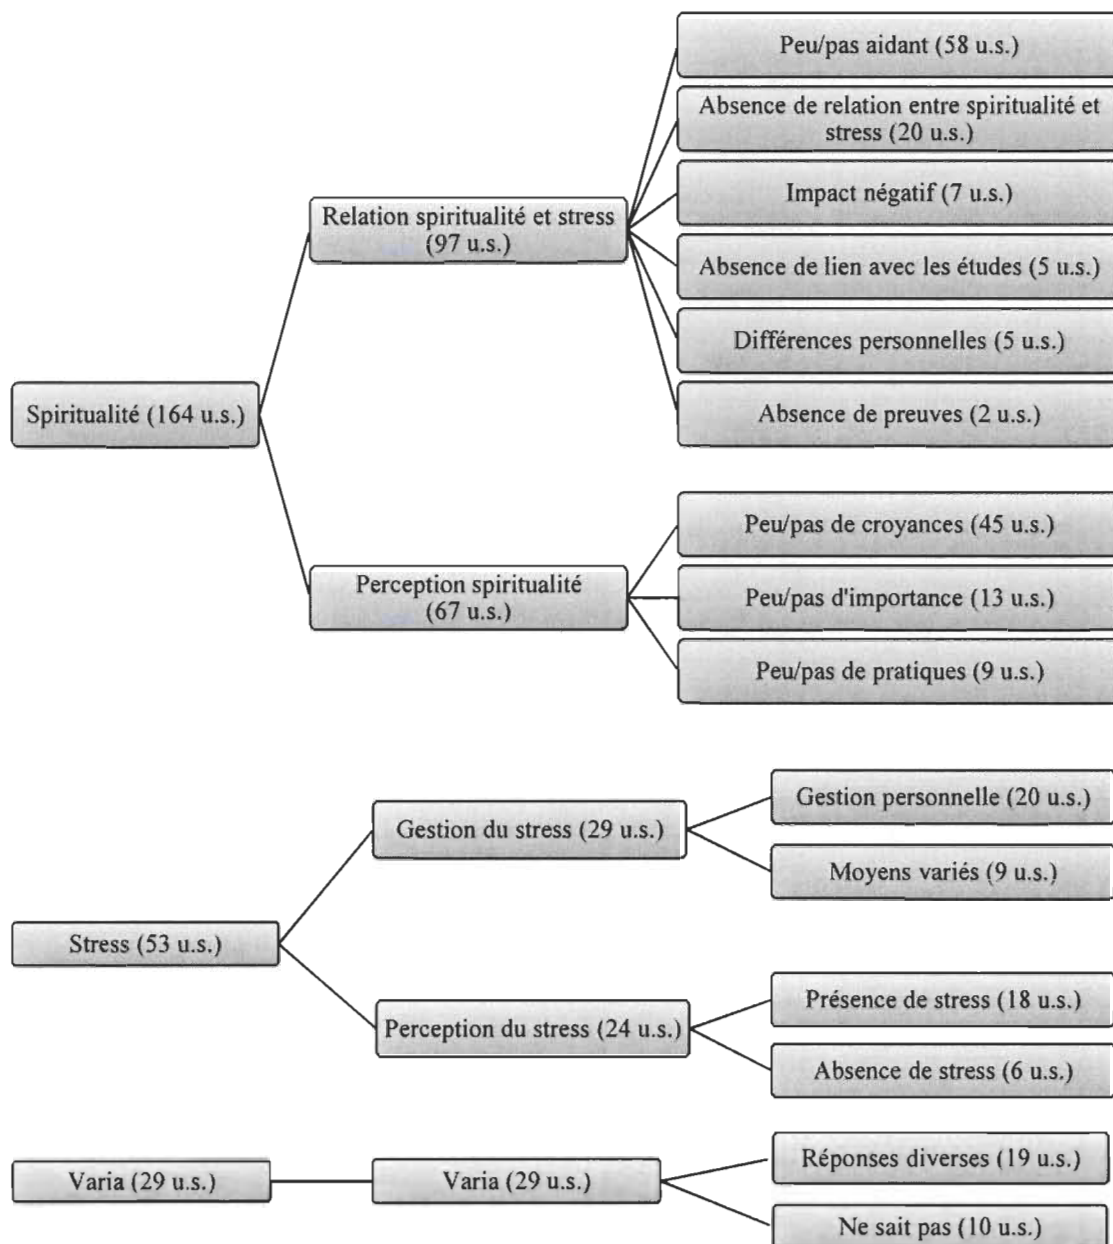 Spiritualité (164 u.s.)
Relation spiritualité et stress
(97 u.s.)
Peu/pas aidant (58 u.s.)
Absence de relation entre spiritualité et
stress (20 u.s.)
Impact négatif (7 u.s.)
Absence de lien avec les études (5 u.s.)
Différences personnelles (5 u.s.)
Absence de preuves (2 u.s.)
Perception spiritualité
(67 u.s.)
Peu/pas de croyances (45 u.s.)
Peu/pas d'importance (13 u.s.)
Peu/pas de pratiques (9 u.s.)
Stress (53 u.s.)
Gestion du stress (29 u.s.)
Gestion personnelle (20 u.s.)
Moyens variés (9 u.s.)
Perception du stress (24 u.s.)
Présence de stress (18 u.s.)
Absence de stress (6 u.s.)
Varia (29 u.s.)
Varia (29 u.s.)
Réponses diverses (19 u.s.)
Ne sait pas (10 u.s.)